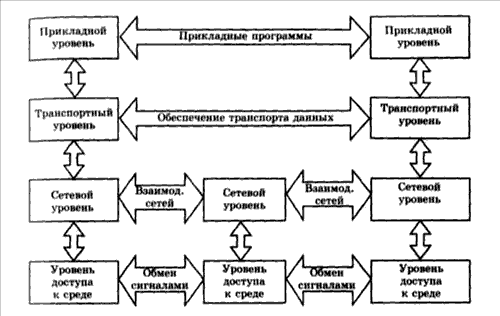 Прикладной
уровень
Прикладные программы
Прикладной
уровень
Транспортный
уровень
Обеспечение транспорта данных
Транспортный
уровень
Сетевой
уровень
Взаимод.
сетей
Сетевой
уровень
Взаимод.
сетей
Сетевой
уровень
Уровень
доступа
к среде
Обмен
сигналами
Уровень
доступа
к среде
Обмен
сигналами
Уровень
доступа
к среде